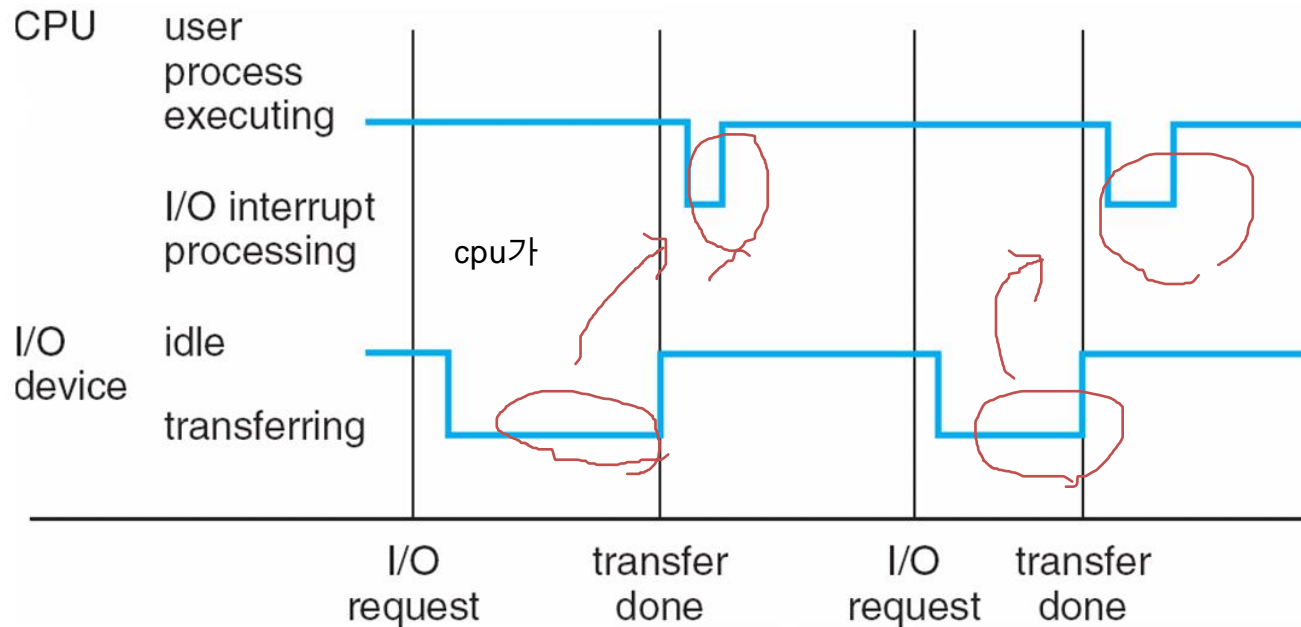 CPU
user
process
executing
I/O interrupt
processing
cpu가
I/O
device
idle
transferring
I/O
request
transfer
done
I/O
request
transfer
done